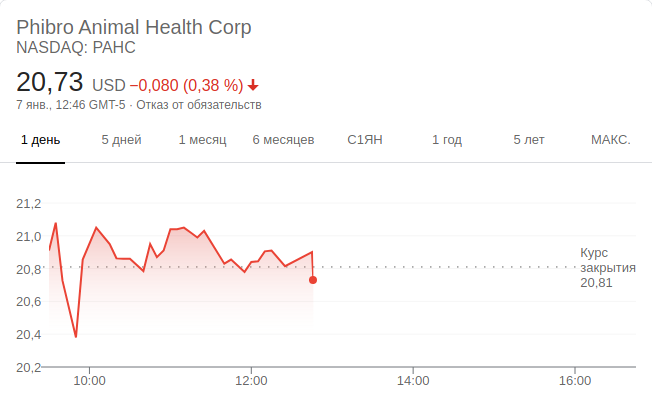 Phibro Animal Health Corp
NASDAQ: PAHC
20,73 USD −0,080 (0,38 %)
7 янв., 12:46 GMT-5 · Отказ от обязательств
1 день 5 дней 1 месяц 6 месяцев С1ЯН 1 год 5 лет МАКС.
21,2
21,0
20,8
20,6
20,4
20,2
Курс
закрытия
20,81
10:00 12:00 14:00 16:00